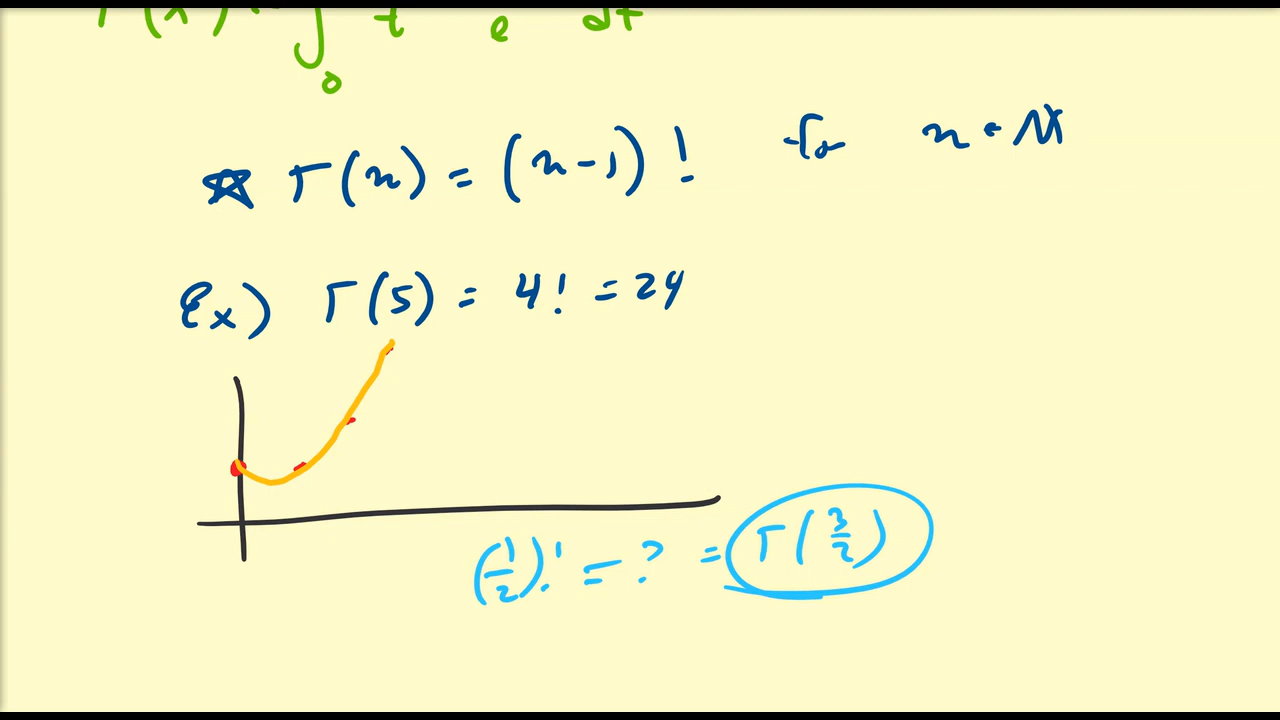 Γ(x) = ∫₀ t e dt
☆ Γ(n) = (n-1)! for n ∈ ℕ
Ex) Γ(5) = 4! = 24
(1/2)! = ? = Γ(3/2)